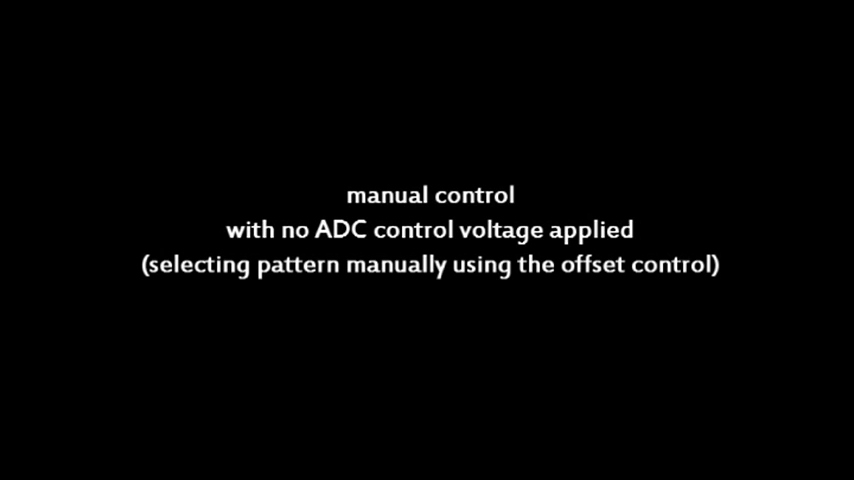 manual control
with no ADC control voltage applied
(selecting pattern manually using the offset control)